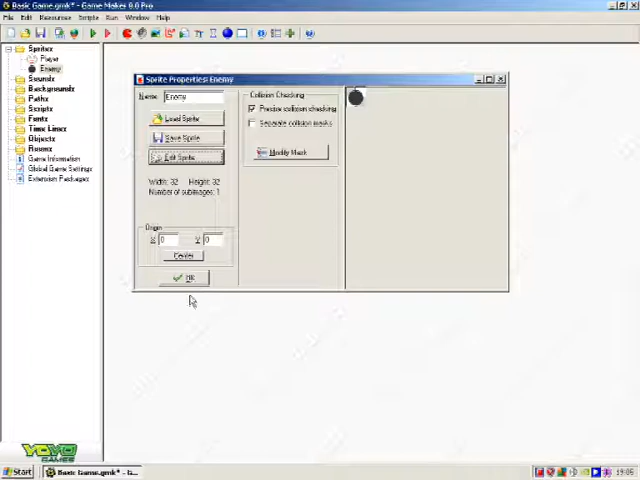 Basic Game.gmk* - Game Maker 8.0 Pro
File Edit Resources Scripts Run Window Help
Sprites
Player
Enemy
Sounds
Backgrounds
Paths
Scripts
Fonts
Time Lines
Objects
Rooms
Game Information
Global Game Settings
Extension Packages
Sprite Properties: Enemy
Name: Enemy
Load Sprite
Save Sprite
Edit Sprite
Width: 32 Height: 32
Number of subimages: 1
Origin
X 0 Y 0
Center
OK
Collision Checking
Precise collision checking
Separate collision masks
Modify Mask
YOYO
GAMES
Start
Basic Game.gmk* - G...